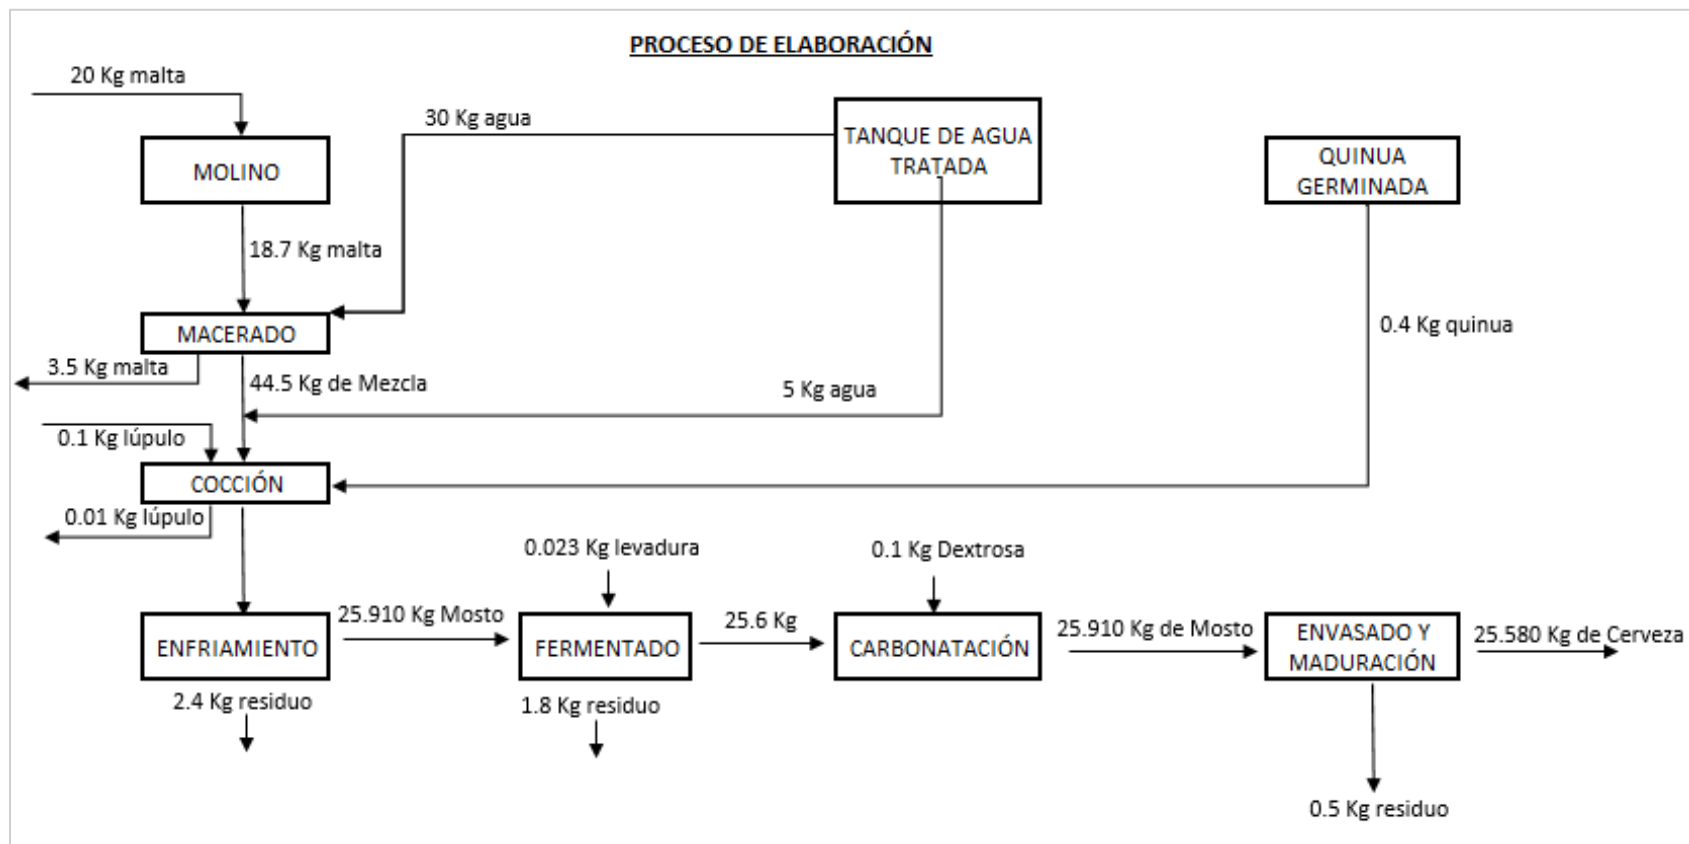 PROCESO DE ELABORACIÓN
20 Kg malta
30 Kg agua
TANQUE DE AGUA
TRATADA
MOLINO
QUINUA
GERMINADA
18.7 Kg malta
MACERADO
0.4 Kg quinua
3.5 Kg malta
44.5 Kg de Mezcla
5 Kg agua
0.1 Kg lúpulo
COCCIÓN
0.01 Kg lúpulo
0.023 Kg levadura
0.1 Kg Dextrosa
ENFRIAMIENTO
25.910 Kg Mosto
FERMENTADO
25.6 Kg
CARBONATACIÓN
25.910 Kg de Mosto
ENVASADO Y
MADURACIÓN
25.580 Kg de Cerveza
2.4 Kg residuo
1.8 Kg residuo
0.5 Kg residuo